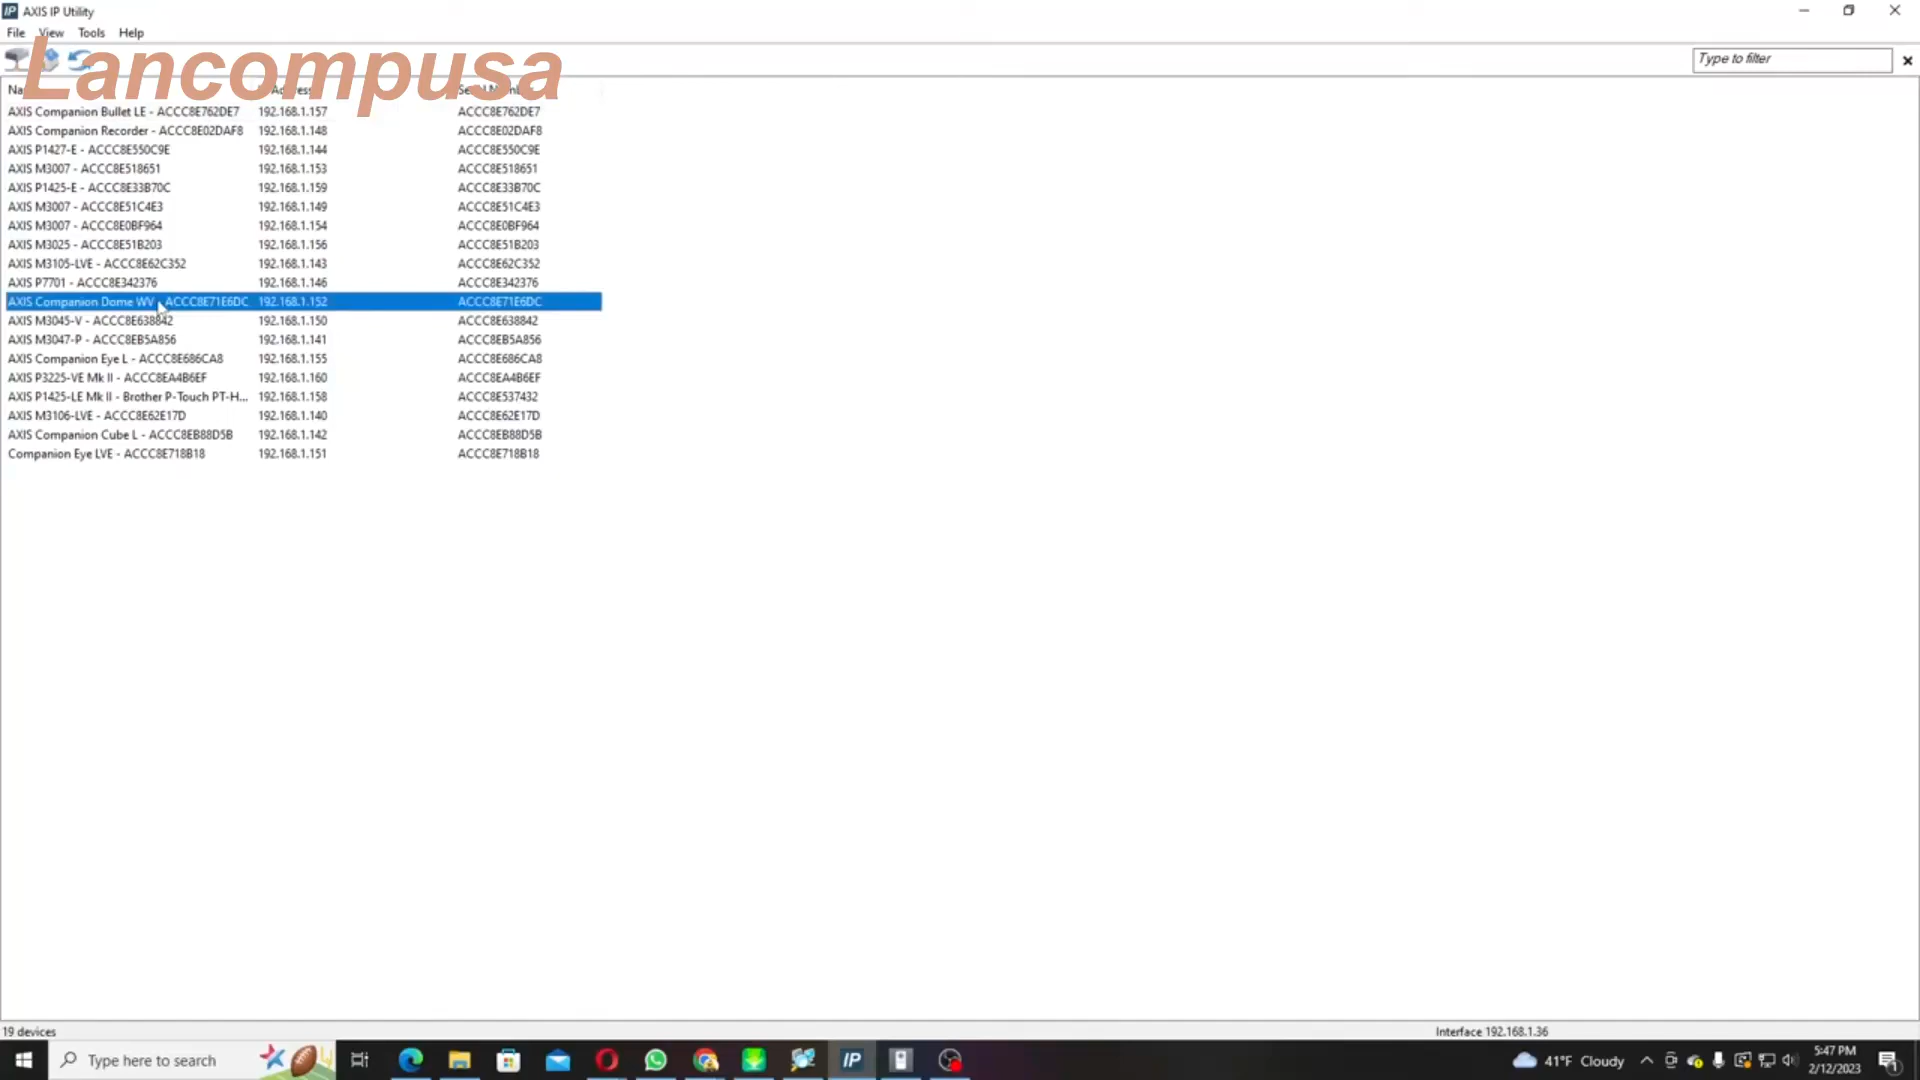 AXIS IP Utility
File View Tools Help
Lancompusa
Type to filter
AXIS Companion Bullet LE - ACCC8E762DE7 192.168.1.157 ACCC8E762DE7
AXIS Companion Recorder - ACCC8E02DAF8 192.168.1.148 ACCC8E02DAF8
AXIS P1427-E - ACCC8E550C9E 192.168.1.144 ACCC8E550C9E
AXIS M3007 - ACCC8E518651 192.168.1.153 ACCC8E518651
AXIS P1425-E - ACCC8E33B70C 192.168.1.159 ACCC8E33B70C
AXIS M3007 - ACCC8E51C4E3 192.168.1.149 ACCC8E51C4E3
AXIS M3007 - ACCC8E0BF964 192.168.1.154 ACCC8E0BF964
AXIS M3025 - ACCC8E51B203 192.168.1.156 ACCC8E51B203
AXIS M3105-LVE - ACCC8E62C352 192.168.1.143 ACCC8E62C352
AXIS P7701 - ACCC8E342376 192.168.1.146 ACCC8E342376
AXIS Companion Dome WV - ACCC8E71E6DC 192.168.1.152 ACCC8E71E6DC
AXIS M3045-V - ACCC8E638842 192.168.1.150 ACCC8E638842
AXIS M3047-P - ACCC8EB5A856 192.168.1.141 ACCC8EB5A856
AXIS Companion Eye L - ACCC8E686CA8 192.168.1.155 ACCC8E686CA8
AXIS P3225-VE Mk II - ACCC8EA4B6EF 192.168.1.160 ACCC8EA4B6EF
AXIS P1425-LE Mk II - Brother P-Touch PT-H... 192.168.1.158 ACCC8E537432
AXIS M3106-LVE - ACCC8E62E17D 192.168.1.140 ACCC8E62E17D
AXIS Companion Cube L - ACCC8EB88D5B 192.168.1.142 ACCC8EB88D5B
Companion Eye LVE - ACCC8E718B18 192.168.1.151 ACCC8E718B18
19 devices Interface 192.168.1.36
Type here to search IP 41°F Cloudy 5:47 PM
2/12/2023